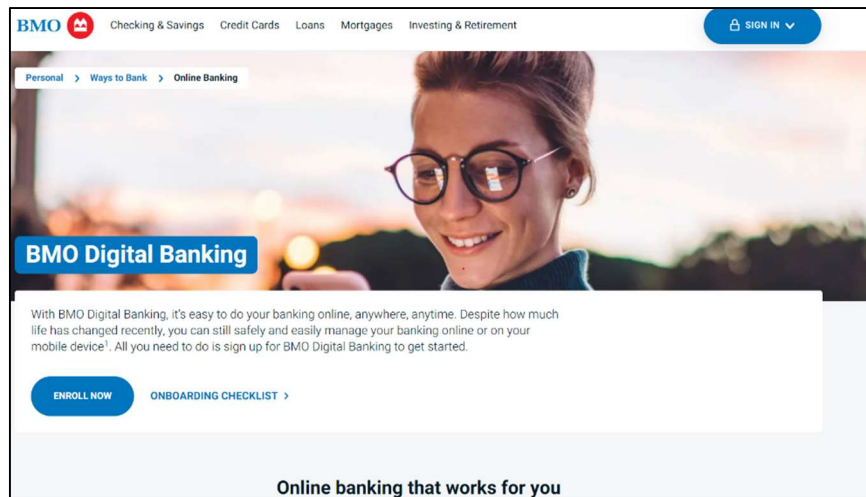 BMO Checking & Savings Credit Cards Loans Mortgages Investing & Retirement SIGN IN
Personal > Ways to Bank > Online Banking
BMO Digital Banking
With BMO Digital Banking, it's easy to do your banking online, anywhere, anytime. Despite how much
life has changed recently, you can still safely and easily manage your banking online or on your
mobile device¹. All you need to do is sign up for BMO Digital Banking to get started.
ENROLL NOW ONBOARDING CHECKLIST >
Online banking that works for you